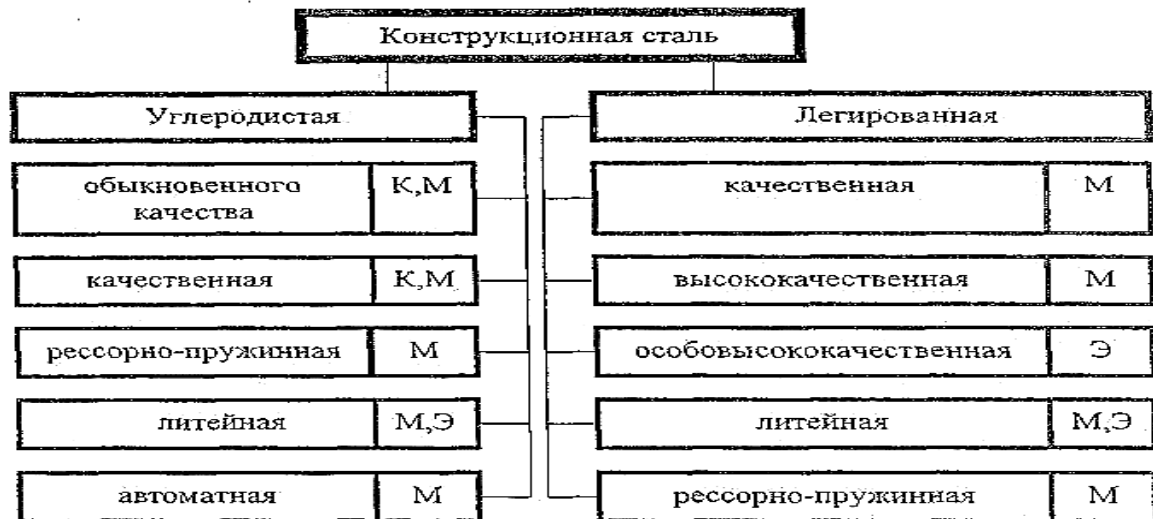 Конструкционная сталь
Углеродистая
обыкновенного
качества
К,М
качественная
К,М
рессорно-пружинная
М
литейная
М,Э
автоматная
М
Легированная
качественная
М
высококачественная
М
особовысококачественная
Э
литейная
М,Э
рессорно-пружинная
М